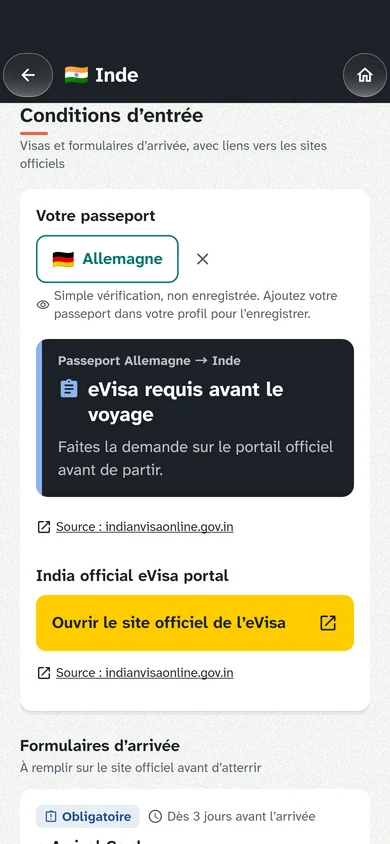 Inde
Conditions d'entrée
Visas et formulaires d'arrivée, avec liens vers les sites
officiels
Votre passeport
Allemagne
Simple vérification, non enregistrée. Ajoutez votre
passeport dans votre profil pour l'enregistrer.
Passeport Allemagne → Inde
eVisa requis avant le
voyage
Faites la demande sur le portail officiel
avant de partir.
Source : indianvisaonline.gov.in
India official eVisa portal
Ouvrir le site officiel de l'eVisa
Source : indianvisaonline.gov.in
Formulaires d'arrivée
À remplir sur le site officiel avant d'atterrir
Obligatoire
Dès 3 jours avant l'arrivée